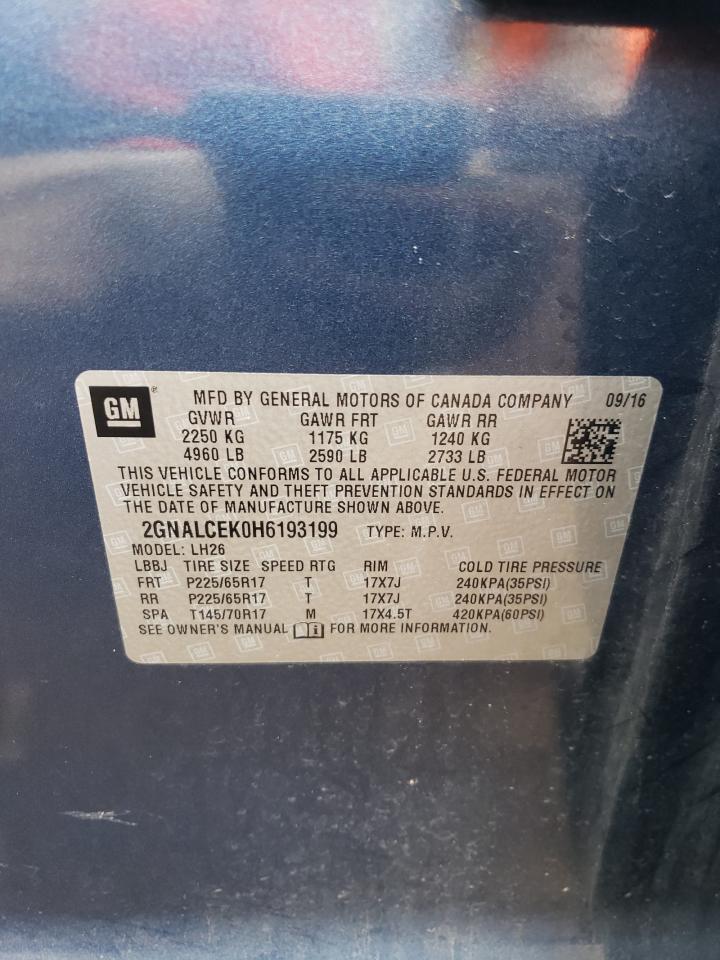 GM® MFD BY GENERAL MOTORS OF CANADA COMPANY 09/16
GVWR GAWR FRT GAWR RR
2250 KG 1175 KG 1240 KG
4960 LB 2590 LB 2733 LB
THIS VEHICLE CONFORMS TO ALL APPLICABLE U.S. FEDERAL MOTOR
VEHICLE SAFETY AND THEFT PREVENTION STANDARDS IN EFFECT ON
THE DATE OF MANUFACTURE SHOWN ABOVE.
2GNALCEK0H6193199 TYPE: M.P.V.
MODEL: LH26
LBBJ TIRE SIZE SPEED RTG RIM COLD TIRE PRESSURE
FRT P225/65R17 T 17X7J 240KPA(35PSI)
RR P225/65R17 T 17X7J 240KPA(35PSI)
SPA T145/70R17 M 17X4.5T 420KPA(60PSI)
SEE OWNER'S MANUAL i FOR MORE INFORMATION.